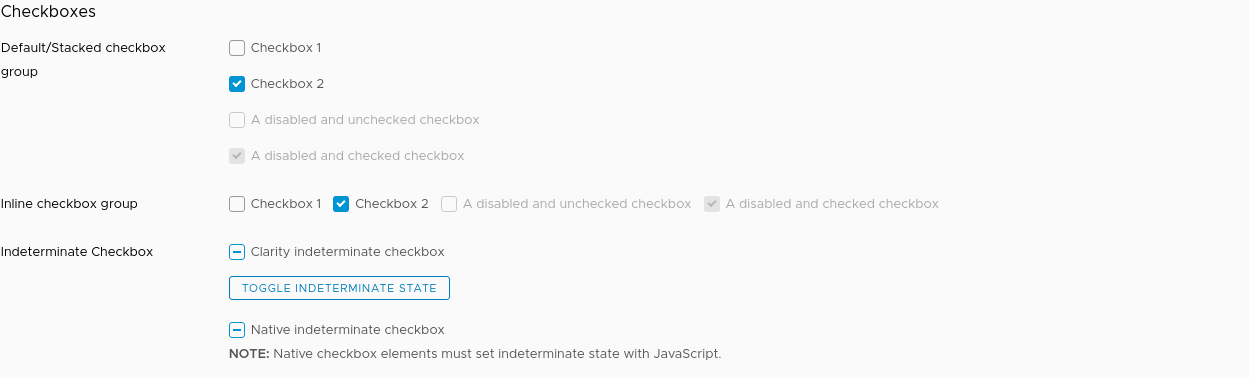 Checkboxes
Default/Stacked checkbox
group
Checkbox 1
Checkbox 2
A disabled and unchecked checkbox
A disabled and checked checkbox
Inline checkbox group
Checkbox 1 Checkbox 2 A disabled and unchecked checkbox A disabled and checked checkbox
Indeterminate Checkbox
Clarity indeterminate checkbox
TOGGLE INDETERMINATE STATE
Native indeterminate checkbox
NOTE: Native checkbox elements must set indeterminate state with JavaScript.